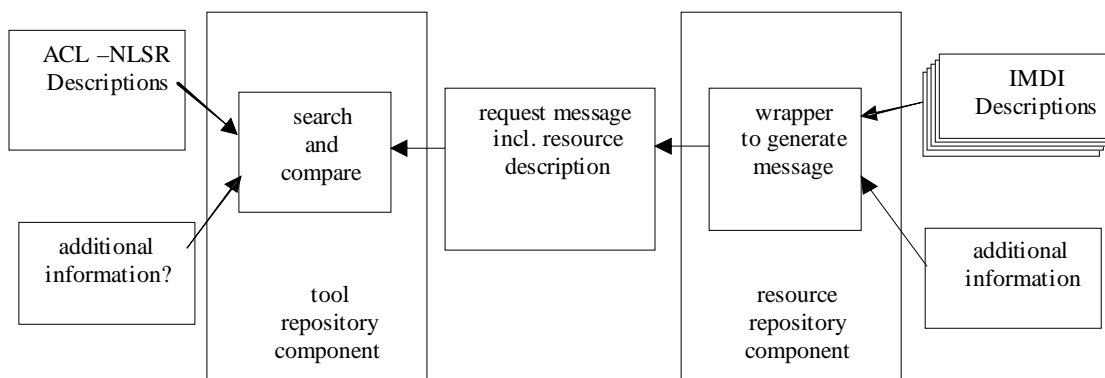 ACL –NLSR
Descriptions
additional
information?
search
and
compare
tool
repository
component
request message
incl. resource
description
wrapper
to generate
message
resource
repository
component
IMDI
Descriptions
additional
information